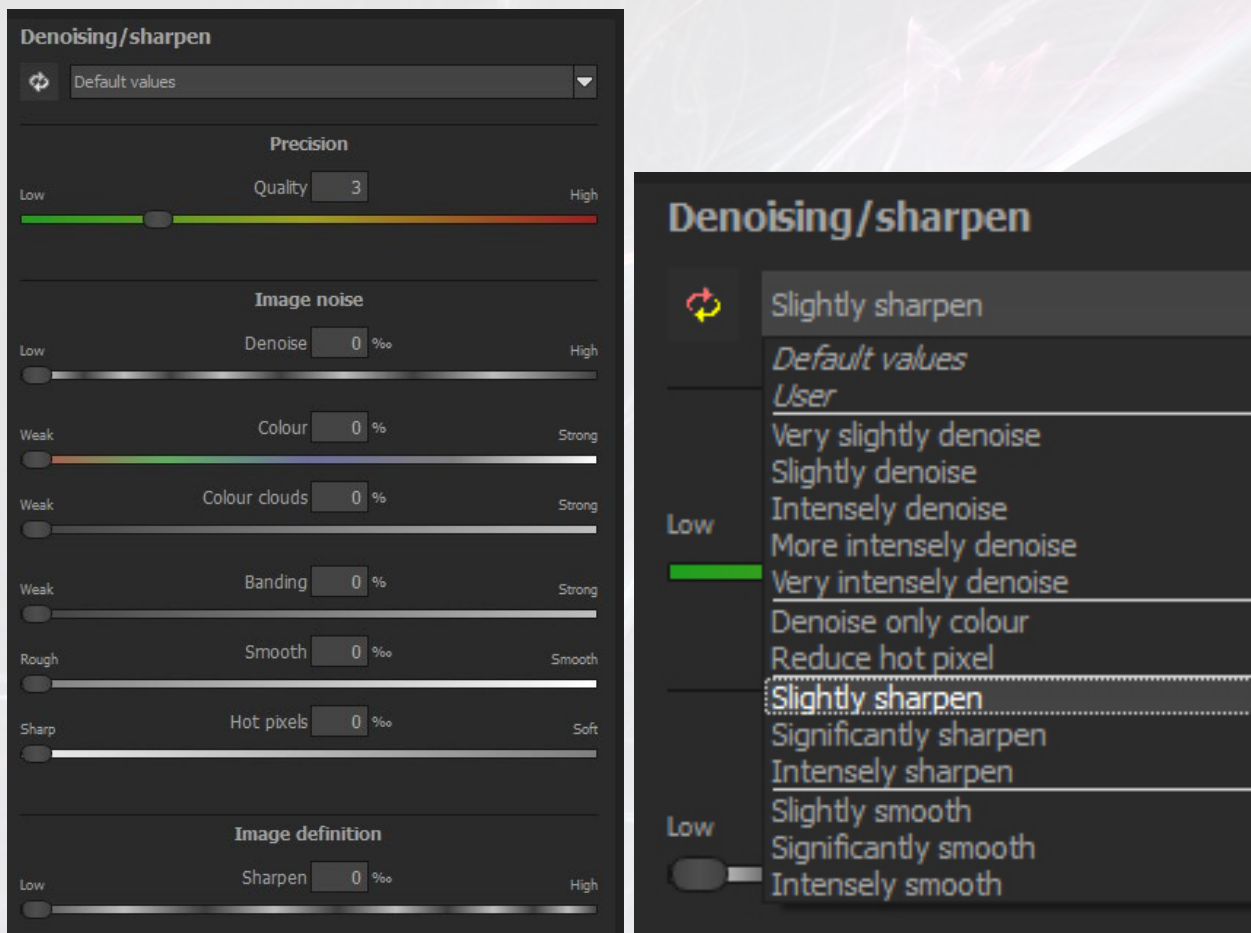 Denoising/sharpen
Default values
Precision
Quality 3
Low High
Image noise
Denoise 0 ‰
Low High
Colour 0 %
Weak Strong
Colour clouds 0 %
Weak Strong
Banding 0 %
Weak Strong
Smooth 0 ‰
Rough Smooth
Hot pixels 0 ‰
Sharp Soft
Image definition
Sharpen 0 ‰
Low High
Denoising/sharpen
Slightly sharpen
Default values
User
Very slightly denoise
Slightly denoise
Intensely denoise
Low
More intensely denoise
Very intensely denoise
Denoise only colour
Reduce hot pixel
Slightly sharpen
Significantly sharpen
Intensely sharpen
Slightly smooth
Low
Significantly smooth
Intensely smooth